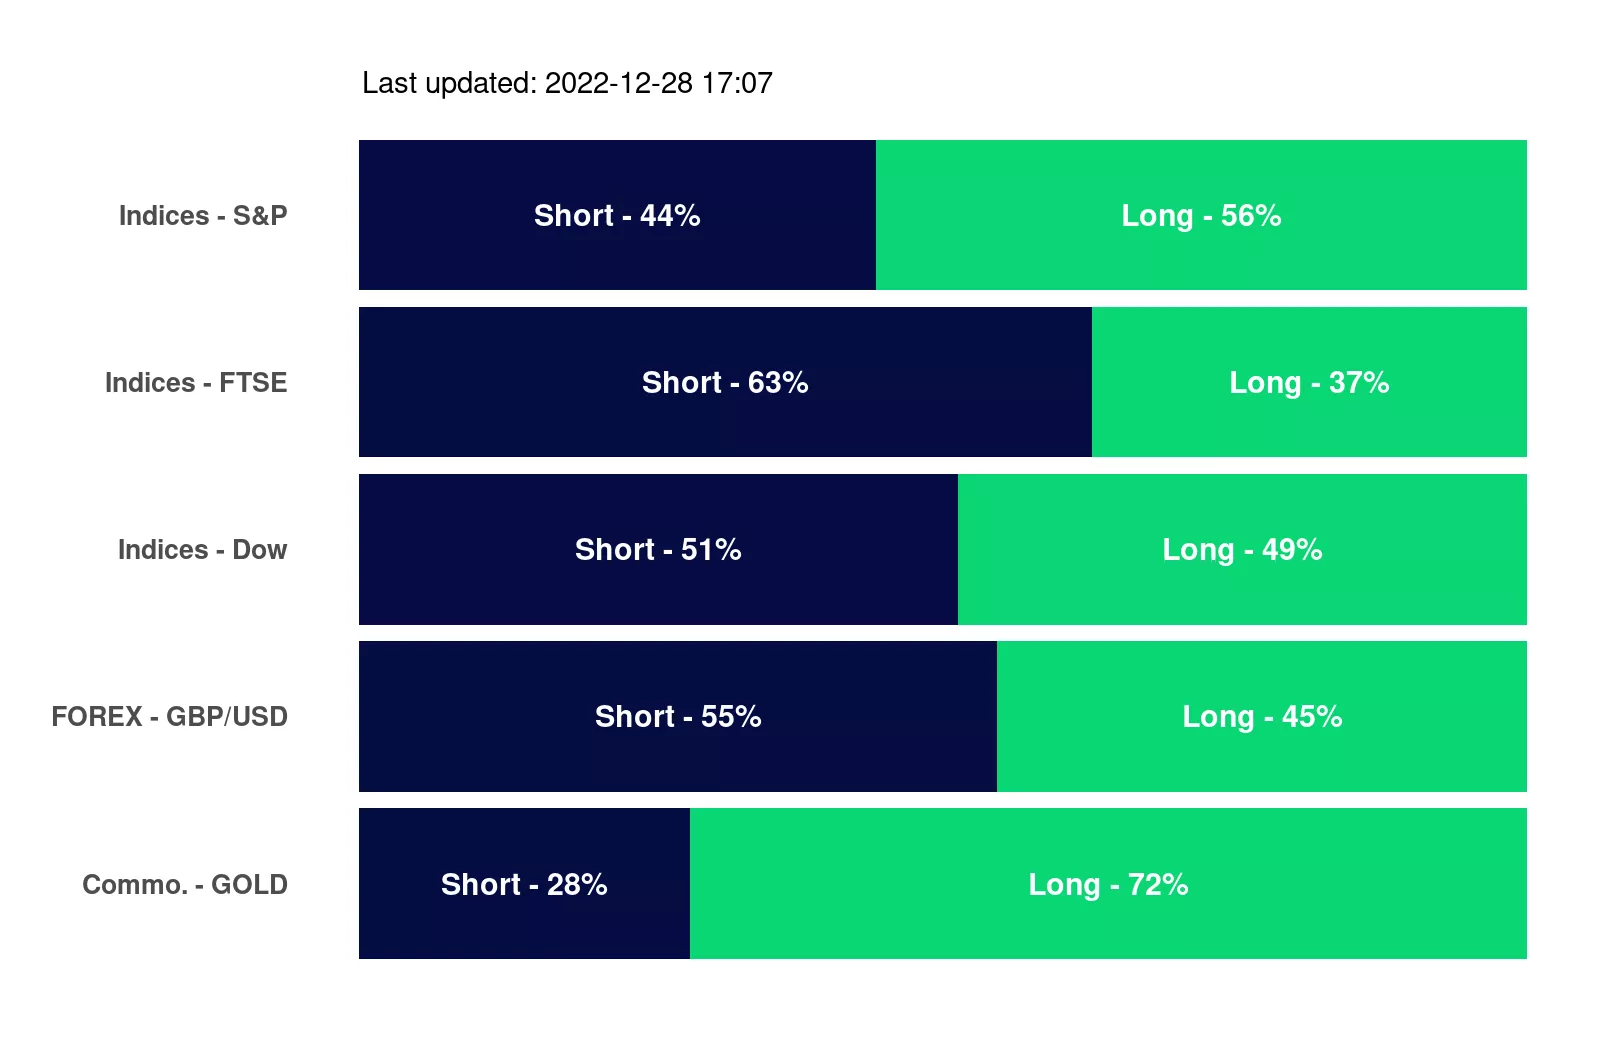 Last updated: 2022-12-28 17:07
Indices - S&P Short - 44% Long - 56%
Indices - FTSE Short - 63% Long - 37%
Indices - Dow Short - 51% Long - 49%
FOREX - GBP/USD Short - 55% Long - 45%
Commo. - GOLD Short - 28% Long - 72%